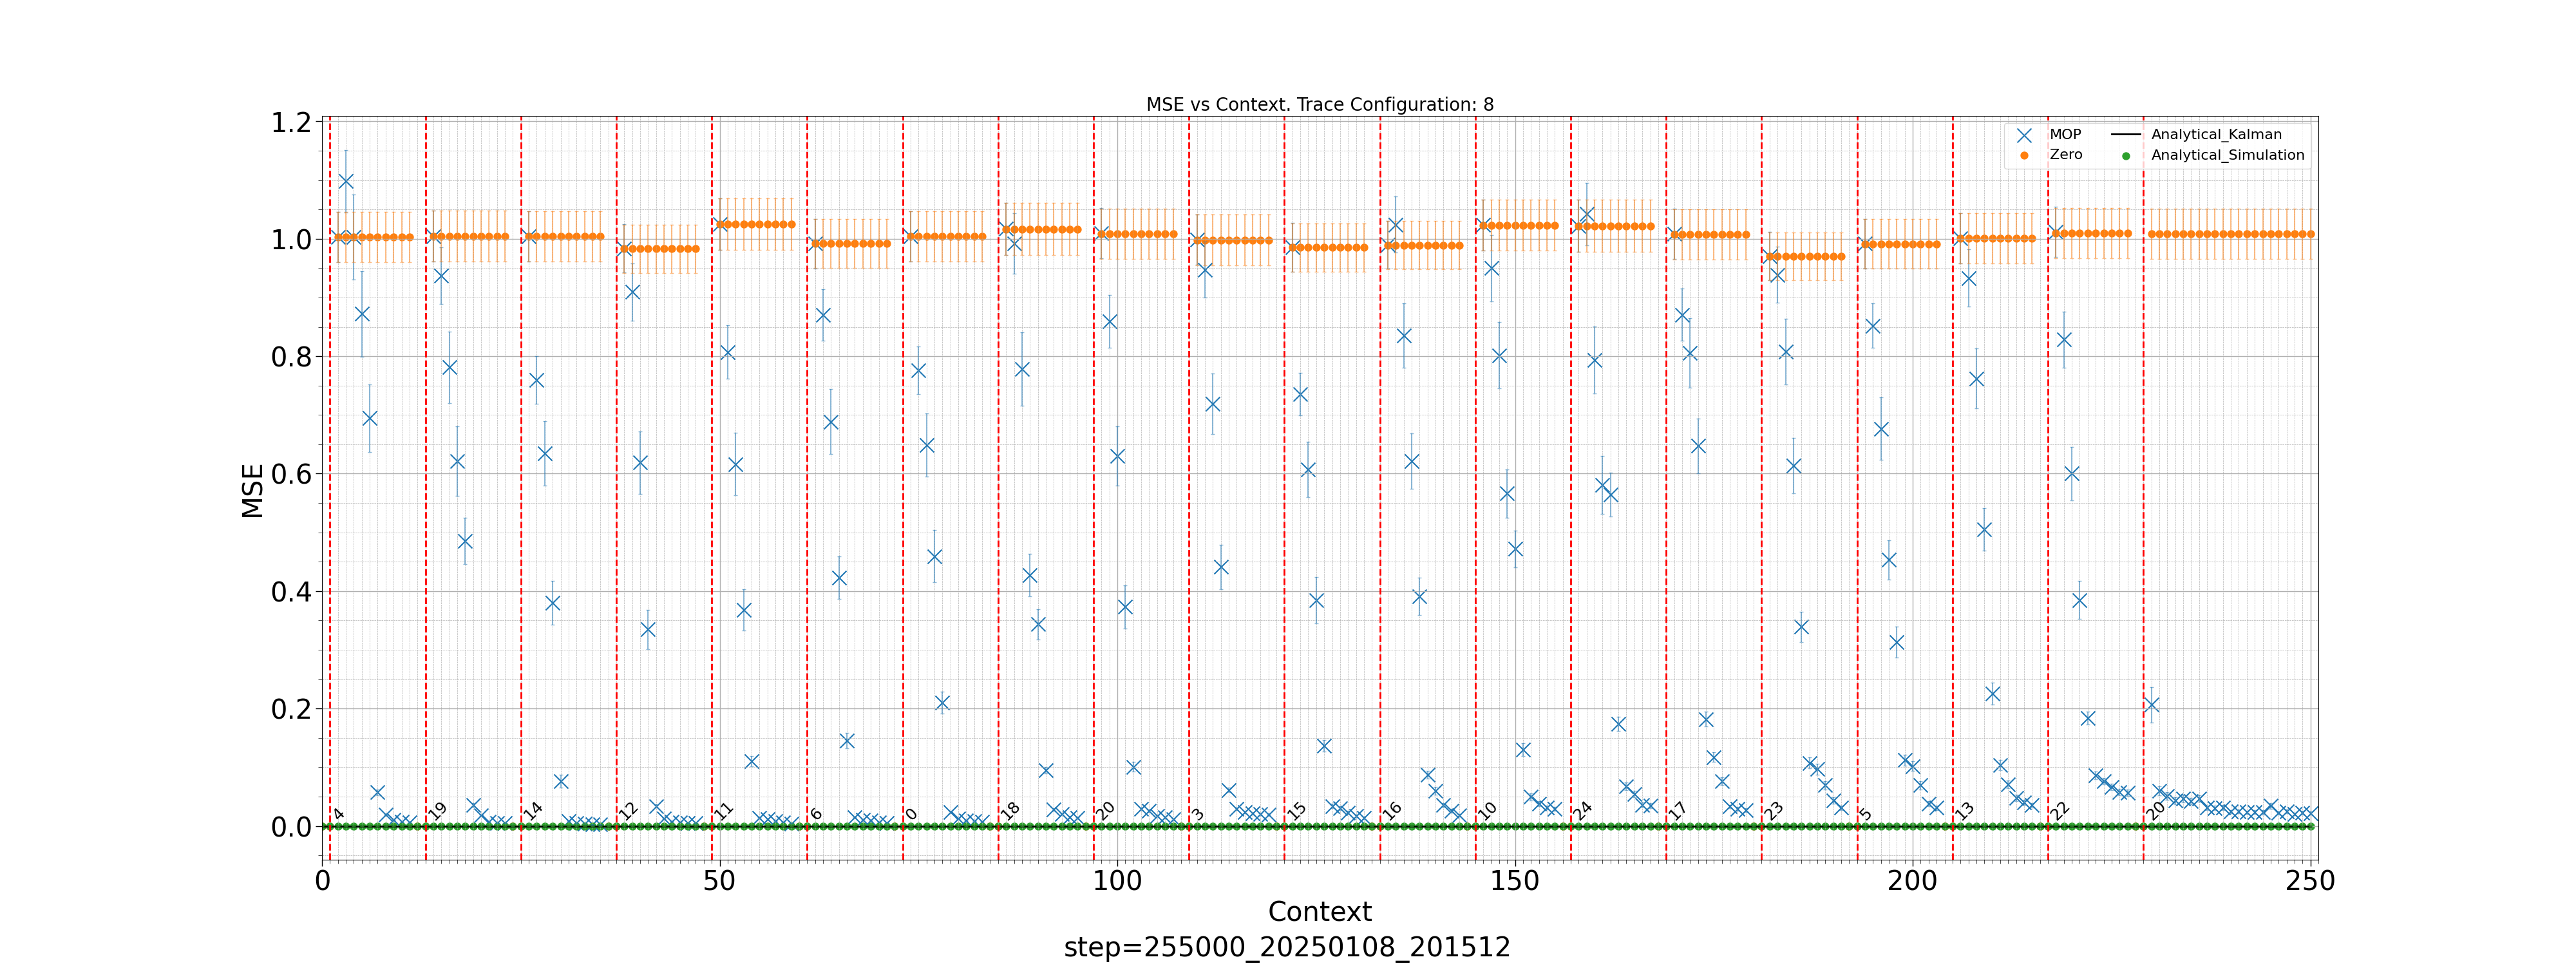 MSE vs Context. Trace Configuration: 8
MOP
Zero
Analytical_Kalman
Analytical_Simulation
MSE
1.2
1.0
0.8
0.6
0.4
0.2
0.0
4 19 14 12 11 6 0 18 20 3 15 16 10 24 17 23 5 13 22 20
0 50 100 150 200 250
Context
step=255000_20250108_201512